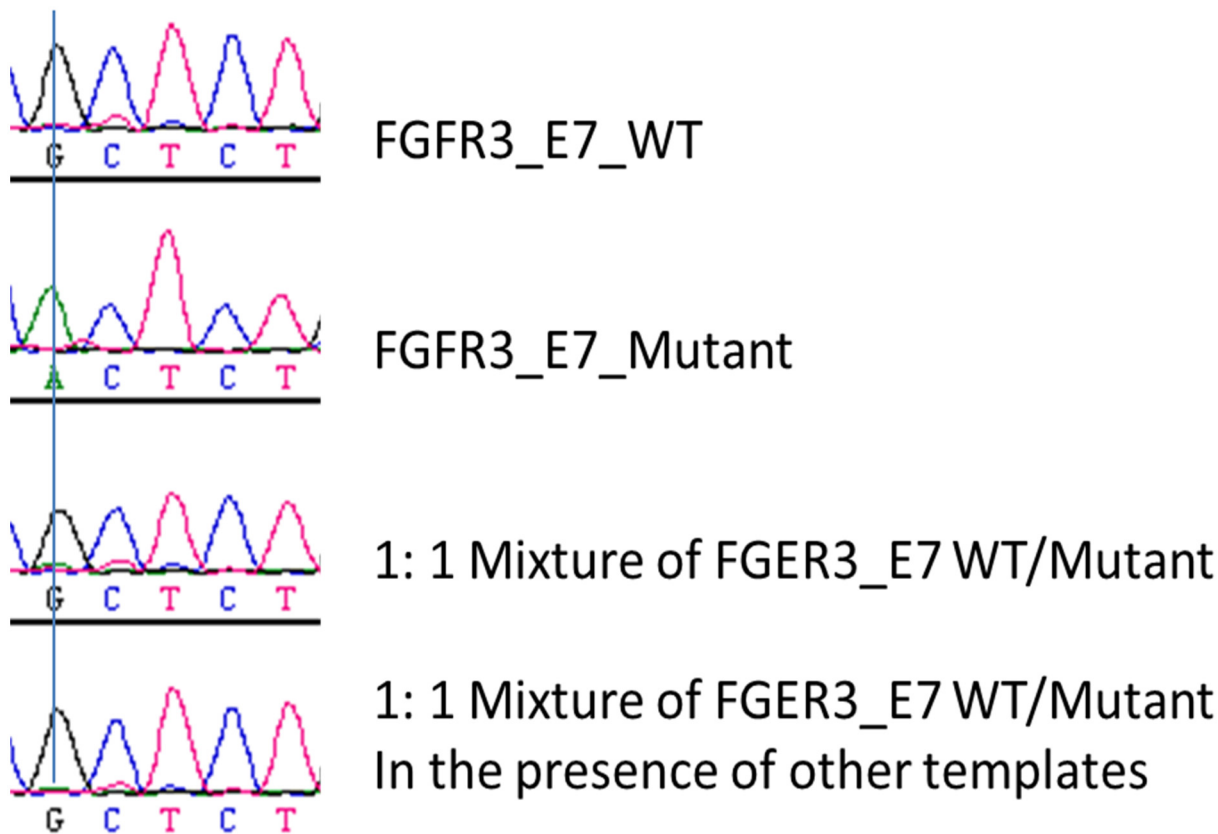 G C T C T
FGFR3_E7_WT
A C T C T
FGFR3_E7_Mutant
G C T C T
1: 1 Mixture of FGER3_E7 WT/Mutant
G C T C T
1: 1 Mixture of FGER3_E7 WT/Mutant
In the presence of other templates